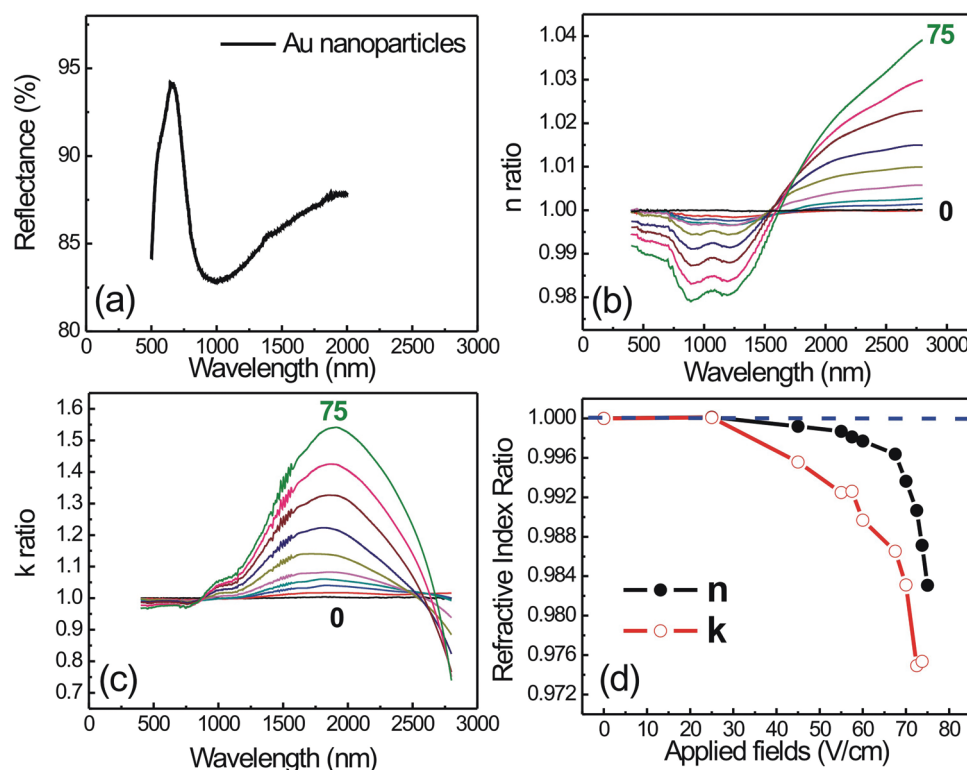 Au nanoparticles
95
90
85
80
Reflectance (%)
(a)
0 500 1000 1500 2000 2500 3000
Wavelength (nm)
75
1.04
1.03
1.02
1.01
1.00
0.99
0.98
n ratio
0
(b)
0 500 1000 1500 2000 2500 3000
Wavelength (nm)
1.6
1.5
1.4
1.3
1.2
1.1
1.0
0.9
0.8
0.7
k ratio
75
0
(c)
0 500 1000 1500 2000 2500 3000
Wavelength (nm)
1.000
0.996
0.992
0.988
0.984
0.980
0.976
0.972
Refractive Index Ratio
n
k
(d)
0 10 20 30 40 50 60 70 80
Applied fields (V/cm)